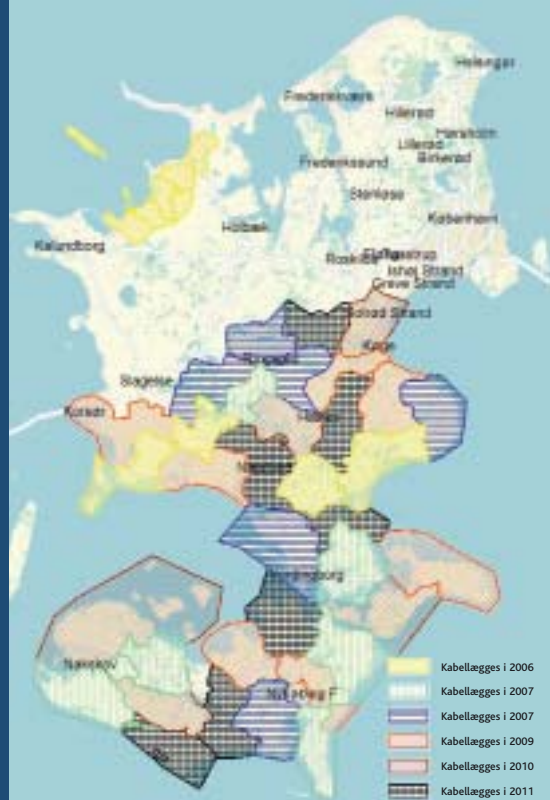 Helsingør
Frederiksværk
Hillerød
Hørsholm
Lillerød
Birkerød
Frederikssund
Stenløse
København
Holbæk
Kalundborg
Roskilde
Ishøj Strand
Greve Strand
Solrød Strand
Køge
Ringsted
Slagelse
Korsør
Næstved
Vordingborg
Nakskov
Nykøbing F
Kabellægges i 2006
Kabellægges i 2007
Kabellægges i 2007
Kabellægges i 2009
Kabellægges i 2010
Kabellægges i 2011